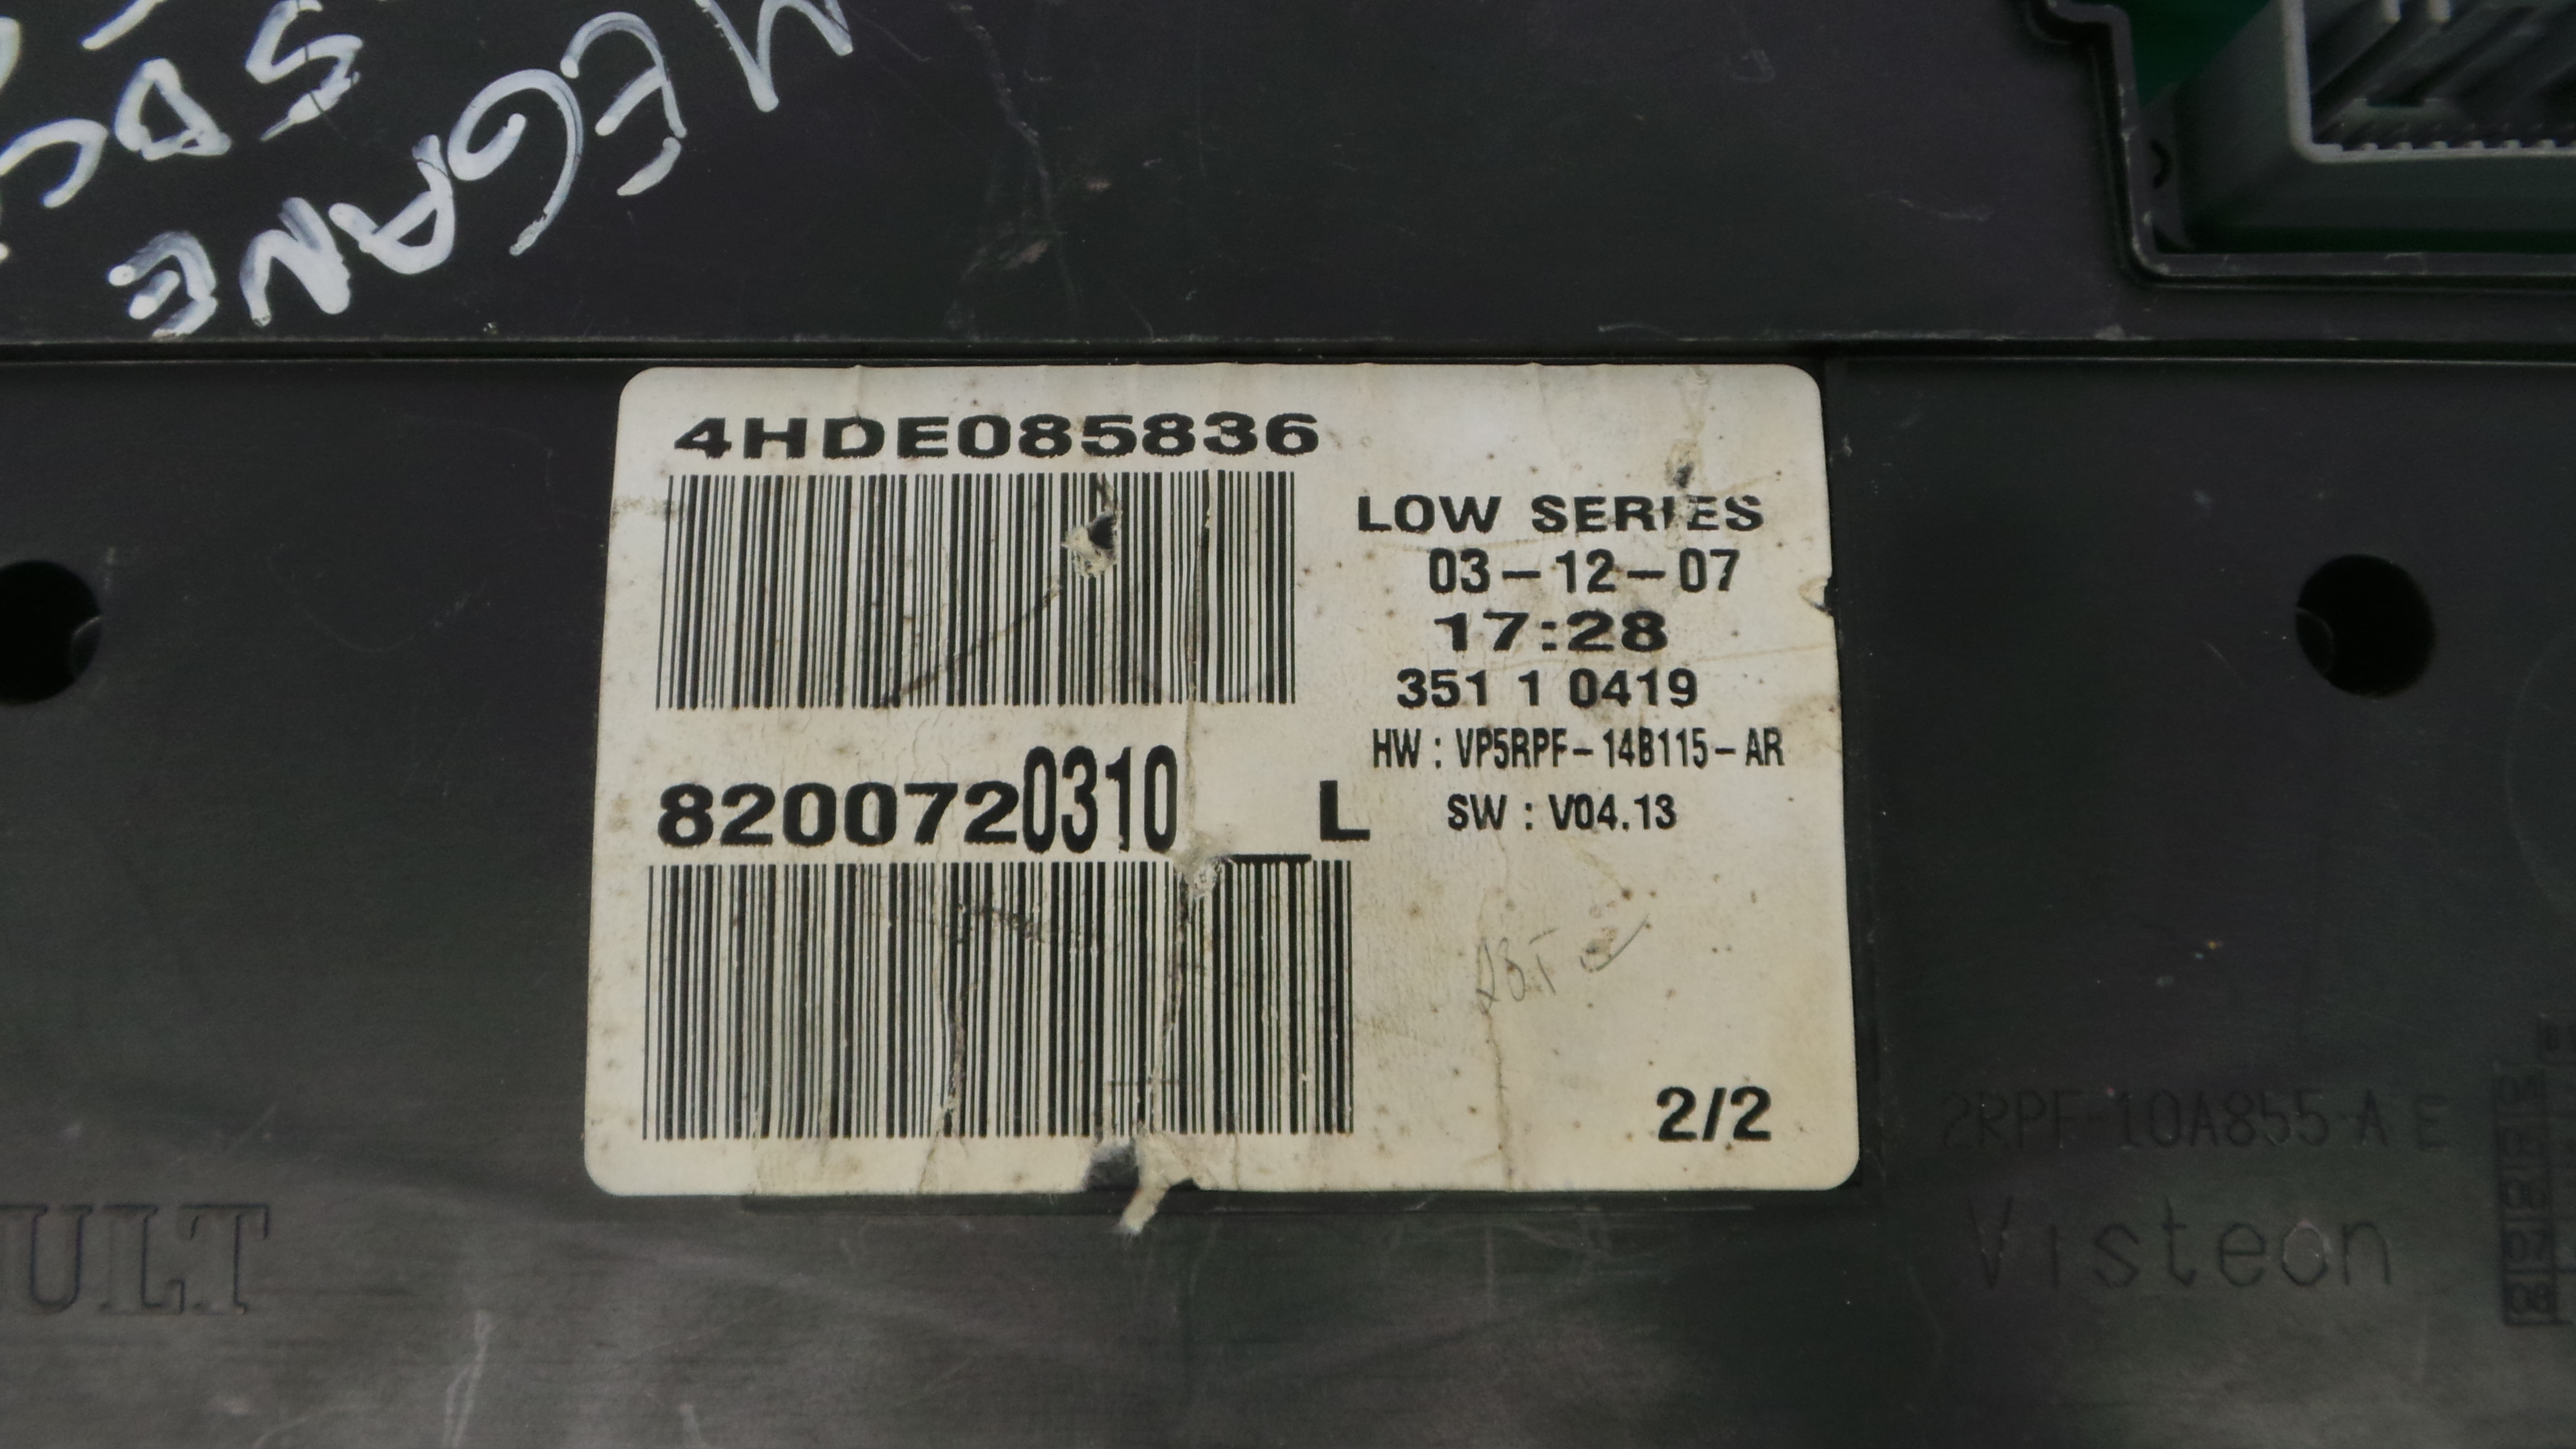 MEGANE
4HDE085836
LOW SERIES
03-12-07
17:28
351 1 0419
HW : VP5RPF-14B115-AR
8200720310 L
SW : V04.13
2/2
2RPF-10A855-AE
Visteon
ULT